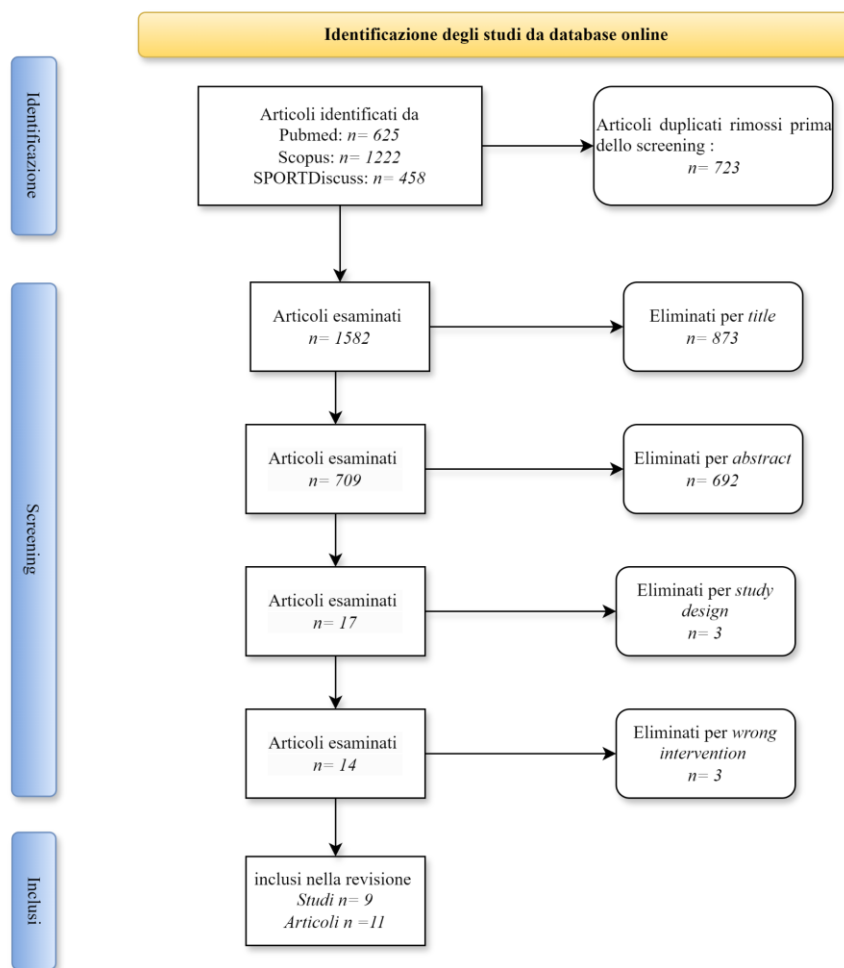 Identificazione degli studi da database online
Identificazione
Articoli identificati da
Pubmed: n= 625
Scopus: n= 1222
SPORTDiscuss: n= 458
Articoli duplicati rimossi prima
dello screening :
n= 723
Screening
Articoli esaminati
n= 1582
Eliminati per title
n= 873
Articoli esaminati
n= 709
Eliminati per abstract
n= 692
Articoli esaminati
n= 17
Eliminati per study
design
n= 3
Articoli esaminati
n= 14
Eliminati per wrong
intervention
n= 3
Inclusi
inclusi nella revisione
Studi n= 9
Articoli n =11